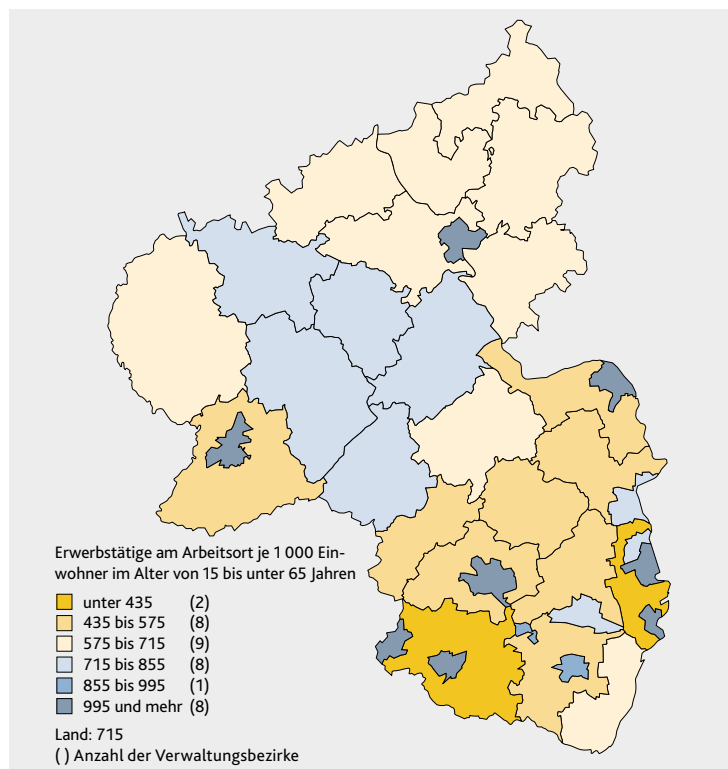 Erwerbstätige am Arbeitsort je 1 000 Ein-
wohner im Alter von 15 bis unter 65 Jahren
unter 435 (2)
435 bis 575 (8)
575 bis 715 (9)
715 bis 855 (8)
855 bis 995 (1)
995 und mehr (8)
Land: 715
( ) Anzahl der Verwaltungsbezirke